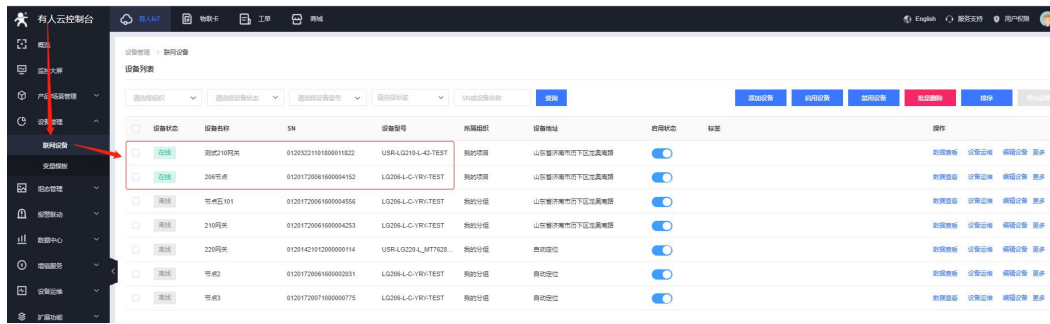 有人云控制台 有人IoT 物联卡 工单 商城 English 服务支持 用户权限
概览
设备管理 > 联网设备
监控大屏
设备列表
产品场景管理 请选择组织 请选择设备状态 请选择设备型号 请选择标签 SN或设备名称 查询 添加设备 启用设备 禁用设备 批量删除 排序
设备管理 设备状态 设备名称 SN 设备型号 所属组织 设备地址 启用状态 标签 操作
联网设备 在线 测试210网关 01203221101800011822 USR-LG210-L-42-TEST 我的项目 山东省济南市历下区龙奥南路 数据查看 设备运维 编辑设备 更多
变量模板 在线 206节点 01201720061600004152 LG206-L-C-YRY-TEST 我的项目 山东省济南市历下区龙奥南路 数据查看 设备运维 编辑设备 更多
组态管理 离线 节点五101 01201720061600004556 LG206-L-C-YRY-TEST 我的分组 山东省济南市历下区龙奥南路 数据查看 设备运维 编辑设备 更多
报警联动 离线 210网关 01201720061600004253 LG206-L-C-YRY-TEST 我的分组 山东省济南市历下区龙奥南路 数据查看 设备运维 编辑设备 更多
数据中心 离线 220网关 01201421012000000114 USR-LG220-L_MT7628... 我的分组 自动定位 数据查看 设备运维 编辑设备 更多
增值服务 离线 节点2 01201720061600002031 LG206-L-C-YRY-TEST 我的分组 自动定位 数据查看 设备运维 编辑设备 更多
设备运维 离线 节点3 01201720071000000775 LG206-L-C-YRY-TEST 我的分组 自动定位 数据查看 设备运维 编辑设备 更多
扩展功能